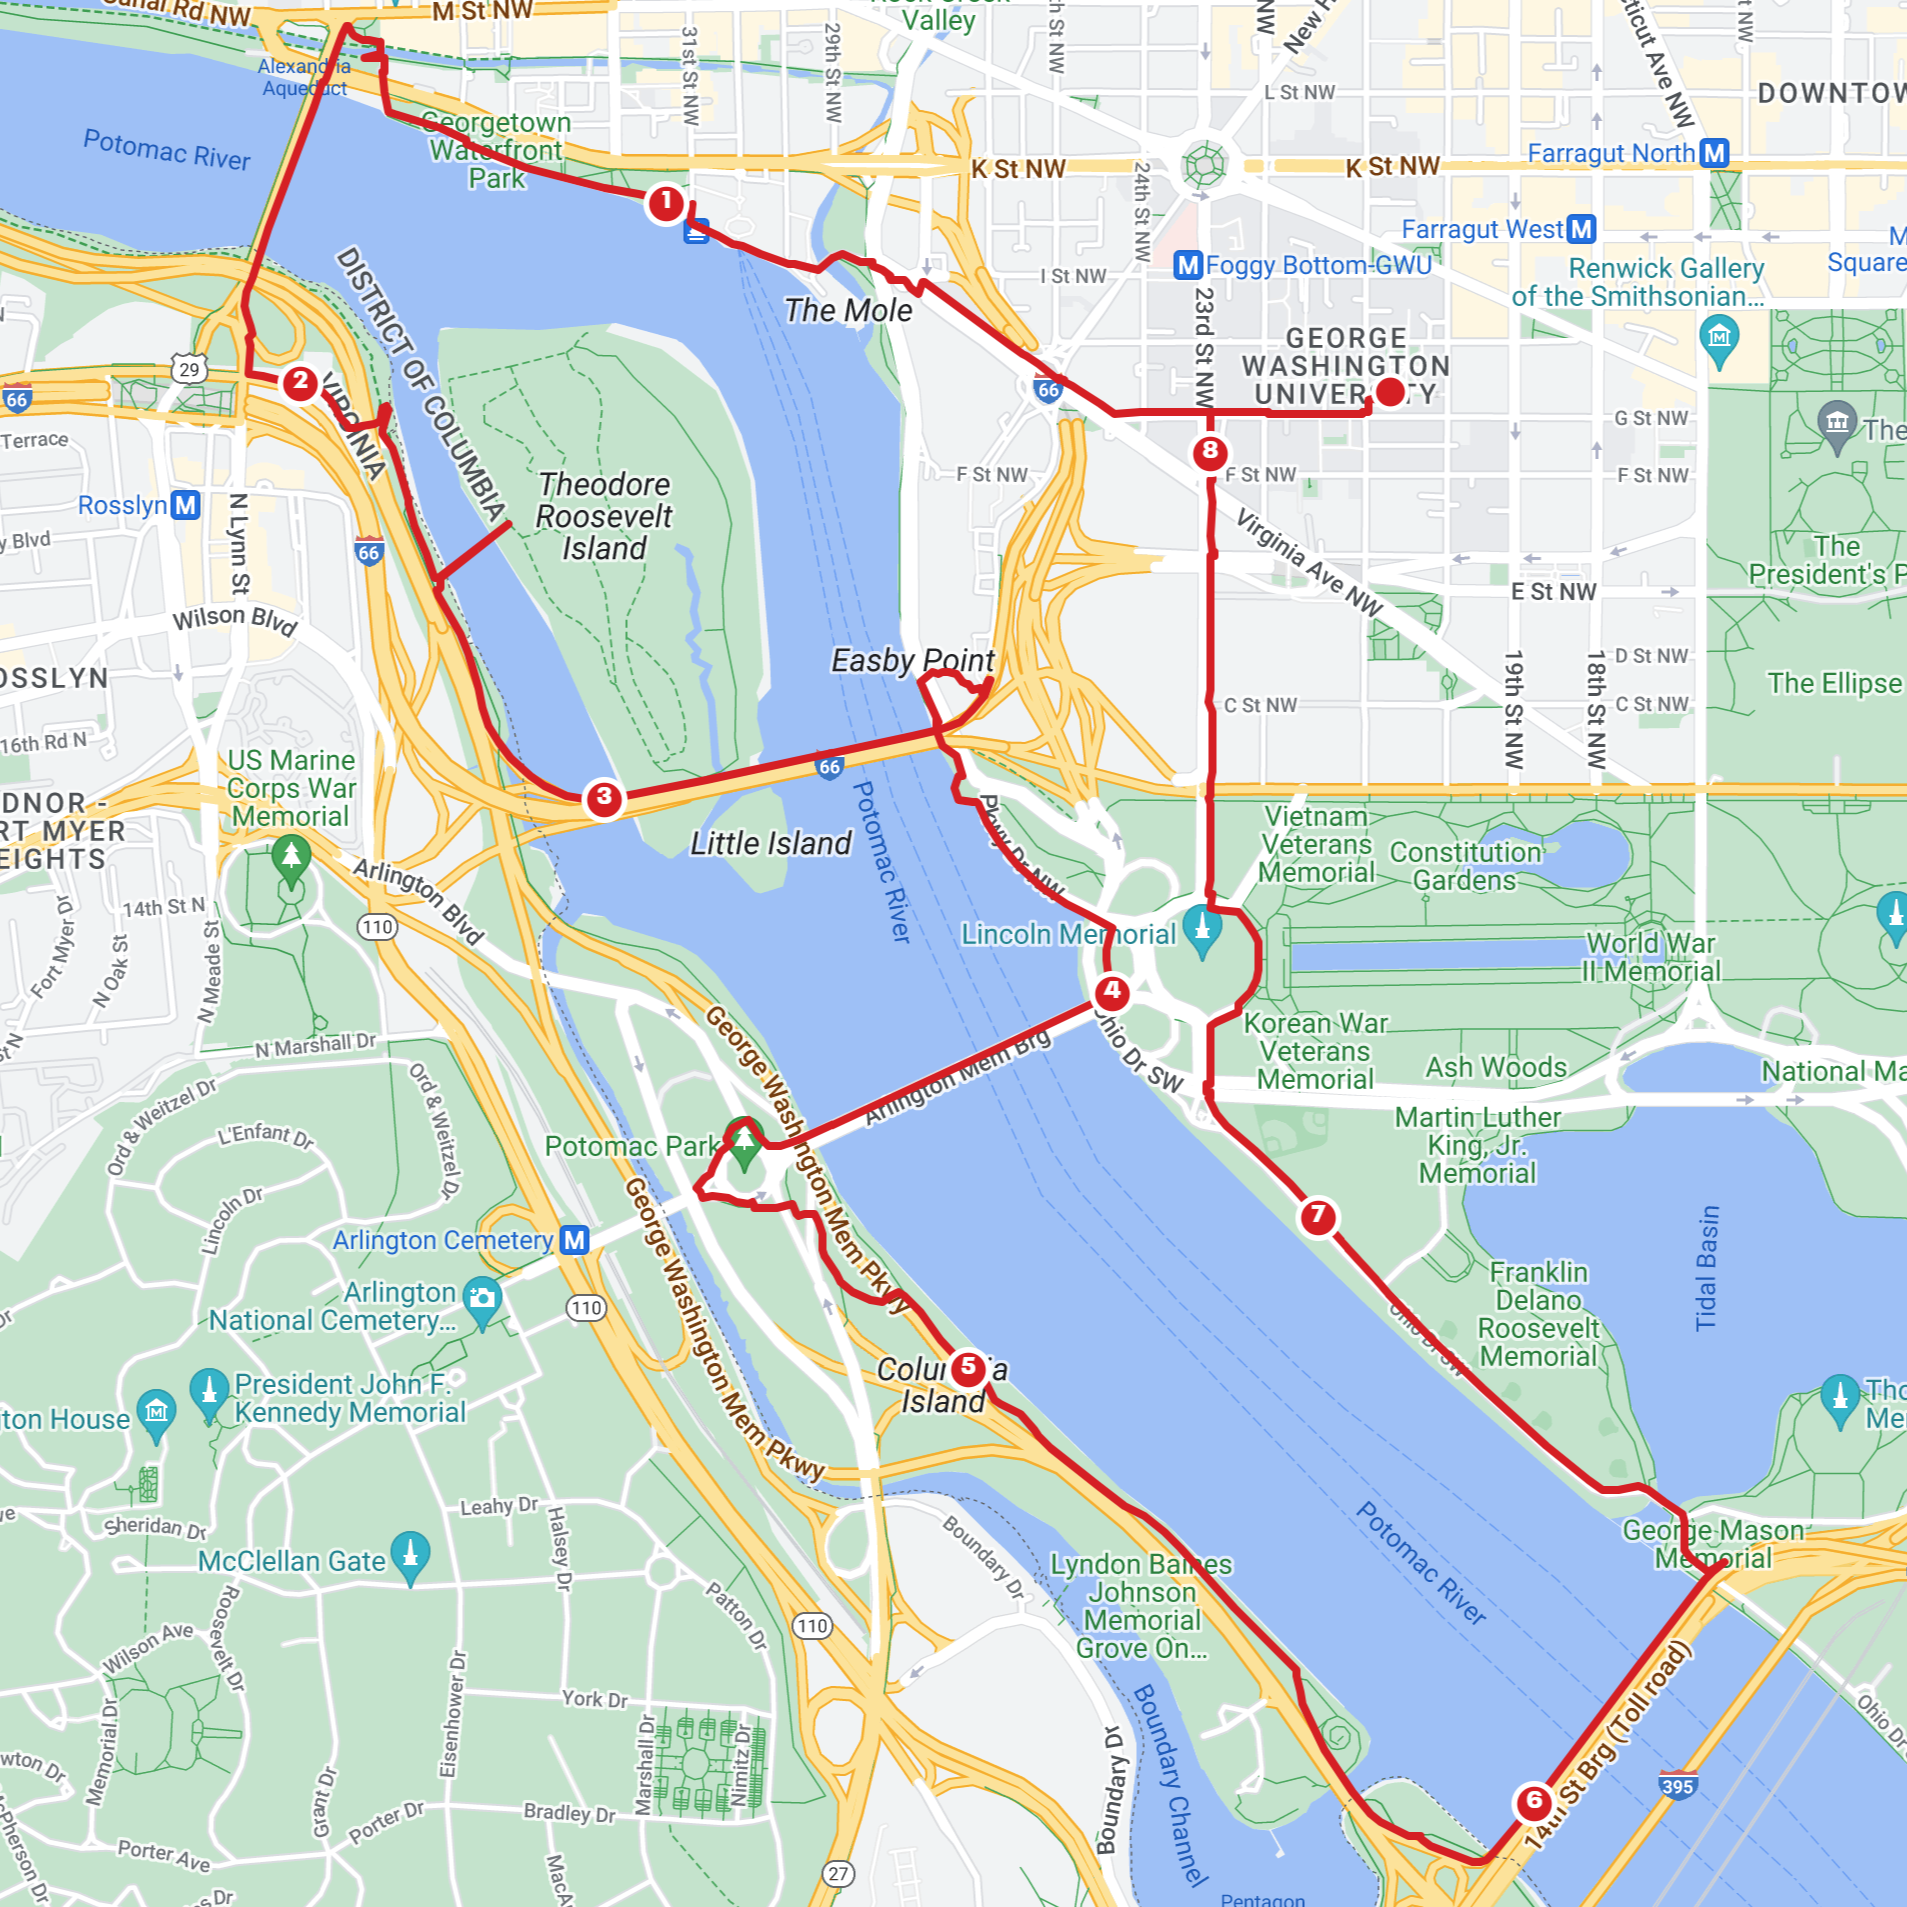 Canal Rd NW
M St NW
Rock Creek
Valley
31st St NW
29th St NW
NW
L St NW
DOWNTOW
Alexandria
Aqueduct
Georgetown
Waterfront
Park
Potomac River
K St NW
K St NW
Farragut North
M
24th St NW
1
Farragut West
M
M
Square
M
Foggy Bottom-GWU
I St NW
Renwick Gallery
of the Smithsonian...
The Mole
DISTRICT OF COLUMBIA
23rd St NW
GEORGE
WASHINGTON
UNIVERSITY
29
66
2
VIRGINIA
66
G St NW
The
Terrace
8
F St NW
F St NW
F St NW
Theodore
Roosevelt
Island
Rosslyn
M
N Lynn St
y Blvd
66
Virginia Ave NW
The
President's P
E St NW
Wilson Blvd
OSSLYN
Easby Point
D St NW
19th St NW
18th St NW
The Ellipse
C St NW
C St NW
16th Rd N
US Marine
Corps War
Memorial
66
3
Potomac River
DNOR -
RT MYER
EIGHTS
Pkwy Dr NW
Vietnam
Veterans
Memorial
Constitution
Gardens
Little Island
Arlington Blvd
14th St N
Fort Myer Dr
N Oak St
N Meade St
110
Lincoln Memorial
World War
II Memorial
4
Ohio Dr SW
Korean War
Veterans
Memorial
Ash Woods
National Ma
N Marshall Dr
Ord & Weitzel Dr
Ord & Weitzel Dr
George Washington Mem Pkwy
Arlington Mem Brg
L'Enfant Dr
Potomac Park
Martin Luther
King, Jr.
Memorial
Lincoln Dr
Arlington Cemetery
M
George Washington Mem Pkwy
7
Tidal Basin
Arlington
National Cemetery...
110
Franklin
Delano
Roosevelt
Memorial
Ohio Dr SW
Columbia
Island
5
President John F.
Kennedy Memorial
ton House
Tho
Me
Leahy Dr
Sheridan Dr
Halsey Dr
McClellan Gate
Boundary Dr
Potomac River
George Mason
Memorial
Lyndon Baines
Johnson
Memorial
Grove On...
Patton Dr
110
Wilson Ave
Roosevelt Dr
Eisenhower Dr
York Dr
Memorial Dr
Marshall Dr
Nimitz Dr
Boundary Dr
Boundary Channel
14th St Brg (Toll road)
Ohio Dr
395
6
wton Dr
Grant Dr
Porter Dr
Bradley Dr
McPherson Dr
Porter Ave
27
MacA
s Dr
Pentagon